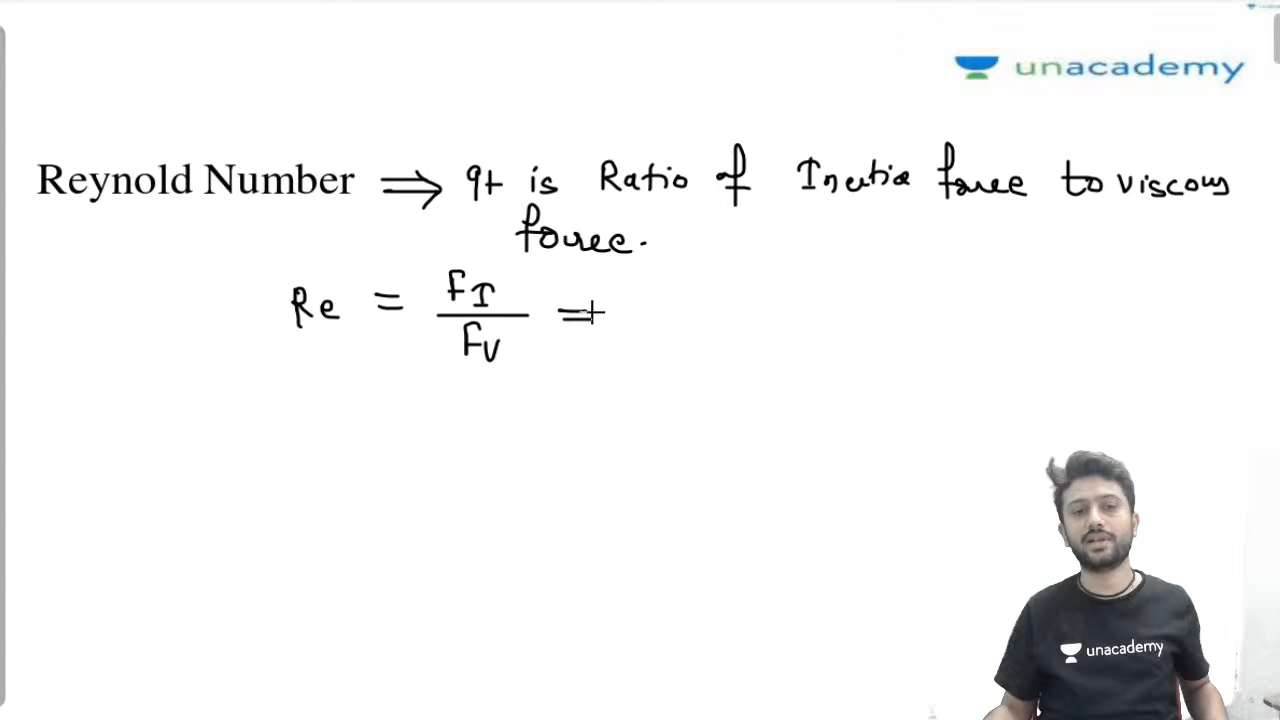 unacademy
Reynold Number ⇒ It is Ratio of Inertia force to viscous
force.
Re = FI / FV =
unacademy